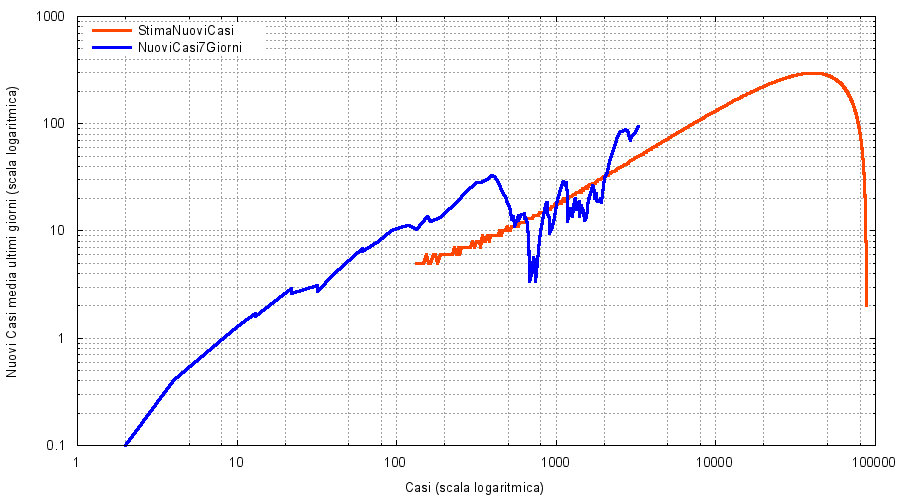 1000
StimaNuoviCasi
NuoviCasi7Giorni
100
10
1
0.1
Nuovi Casi media ultimi giorni (scala logaritmica)
1 10 100 1000 10000 100000
Casi (scala logaritmica)